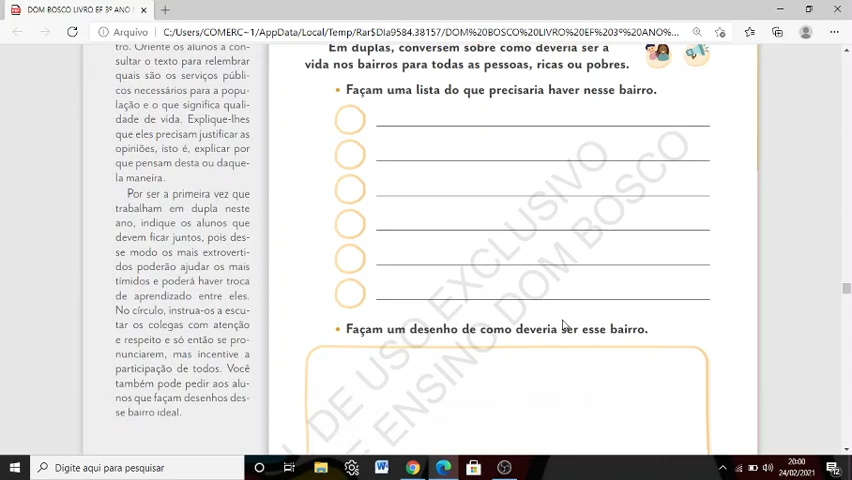 DOM BOSCO LIVRO EF 3º ANO
Arquivo
C:/Users/COMERC~1/AppData/Local/Temp/Rar$DIa9584.38157/DOM%20BOSCO%20LIVRO%20EF%203º%20ANO%...
tro. Oriente os alunos a con-
sultar o texto para relembrar
quais são os serviços públi-
cos necessários para a popu-
lação e o que significa quali-
dade de vida. Explique-lhes
que eles precisam justificar as
opiniões, isto é, explicar por
que pensam desta ou daque-
la maneira.
Por ser a primeira vez que
trabalham em dupla neste
ano, indique os alunos que
devem ficar juntos, pois des-
se modo os mais extroverti-
dos poderão ajudar os mais
tímidos e poderá haver troca
de aprendizado entre eles.
No círculo, instrua-os a escu-
tar os colegas com atenção
e respeito e só então se pro-
nunciarem, mas incentive a
participação de todos. Você
também pode pedir aos alu-
nos que façam desenhos des-
se bairro ideal.
Em duplas, conversem sobre como deveria ser a
vida nos bairros para todas as pessoas, ricas ou pobres.
• Façam uma lista do que precisaria haver nesse bairro.
• Façam um desenho de como deveria ser esse bairro.
DE USO EXCLUSIVO
DE ENSINO DOM BOSCO
Digite aqui para pesquisar
20:00
24/02/2021
12